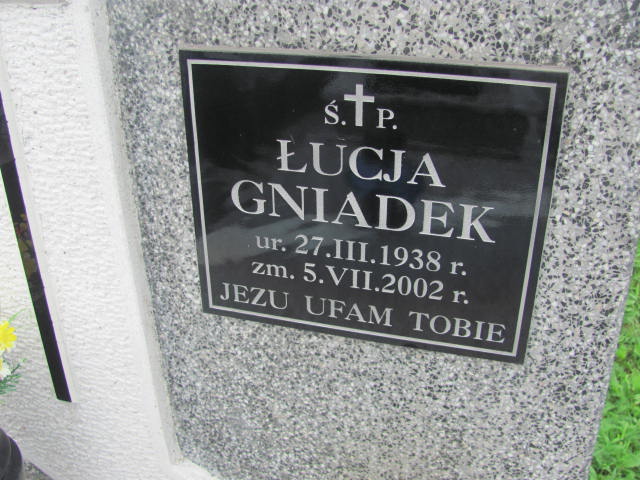 Ś. P.
ŁUCJA
GNIADEK
ur. 27.III.1938 r.
zm. 5.VII.2002 r.
JEZU UFAM TOBIE